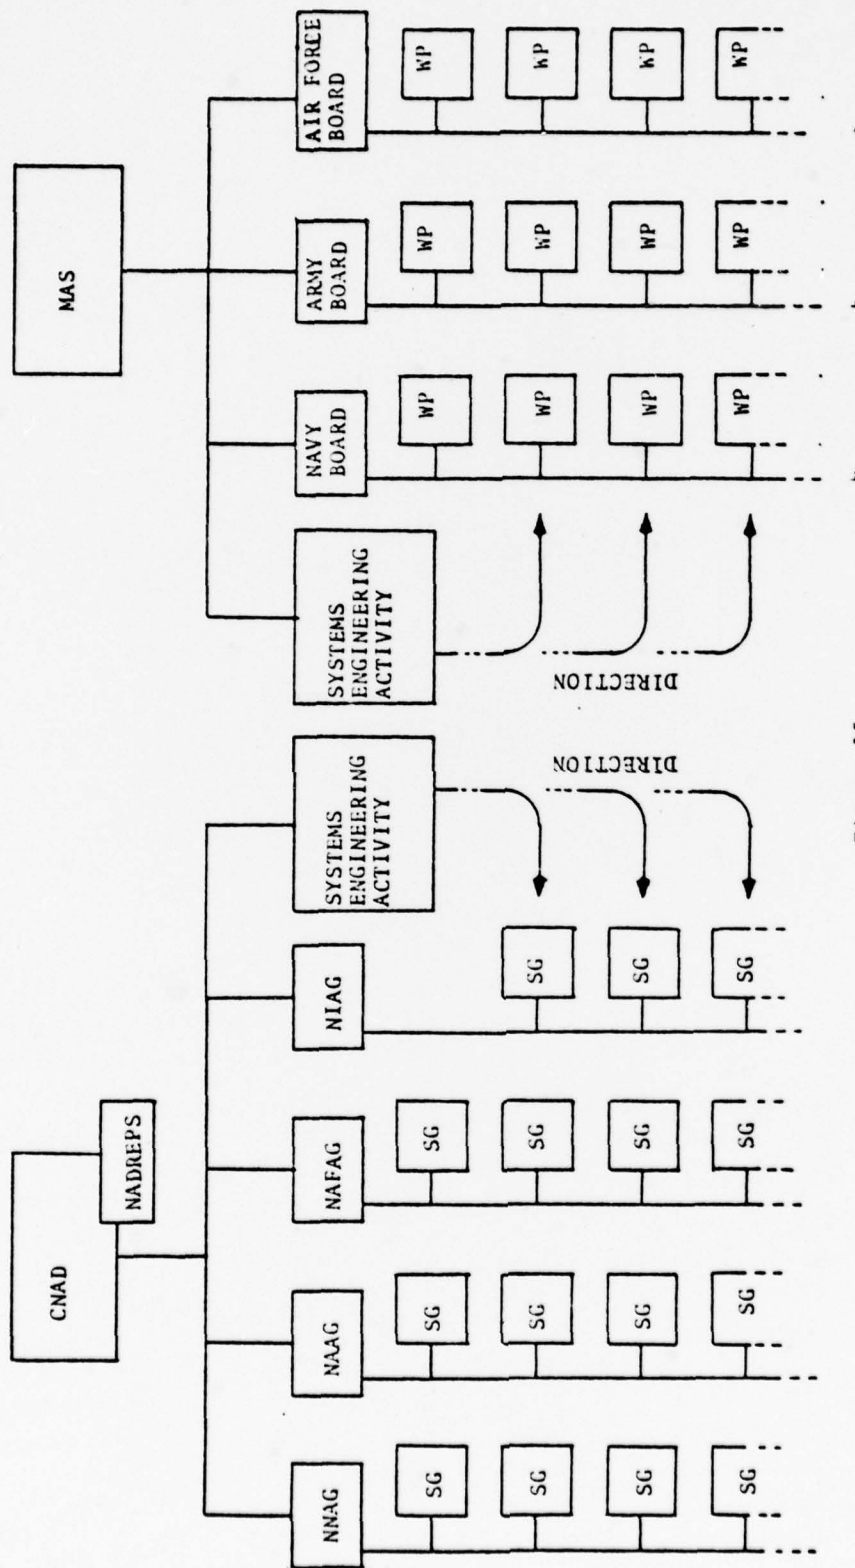 CNAD
NADREPS
MAS
NNAG
NAAG
NAFAG
NIAG
SYSTEMS
ENGINEERING
ACTIVITY
SYSTEMS
ENGINEERING
ACTIVITY
NAVY
BOARD
ARMY
BOARD
AIR FORCE
BOARD
SG
SG
SG
WP
WP
WP
SG
SG
SG
SG
WP
WP
WP
DIRECTION
DIRECTION
SG
SG
SG
SG
WP
WP
WP
SG
SG
SG
SG
WP
WP
WP